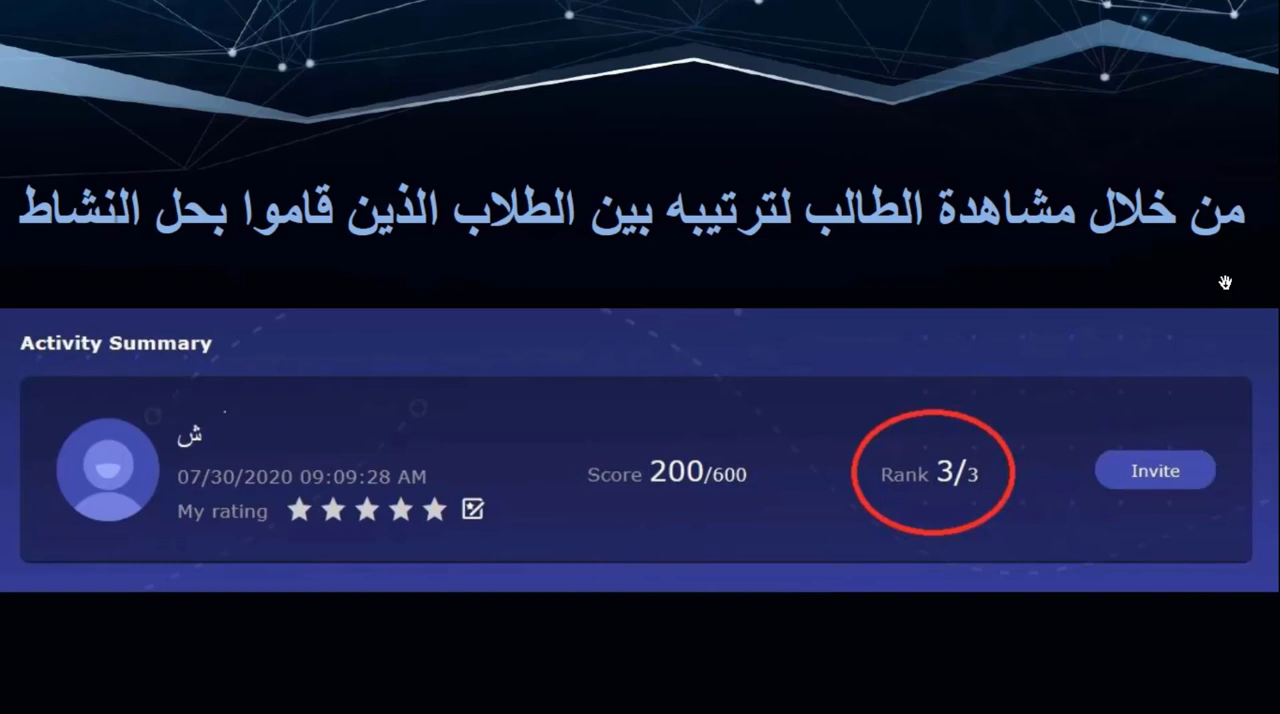 من خلال مشاهدة الطالب لترتيبه بين الطلاب الذين قاموا بحل النشاط
Activity Summary
ش
07/30/2020 09:09:28 AM
My rating
Score 200/600
Rank 3/3
Invite